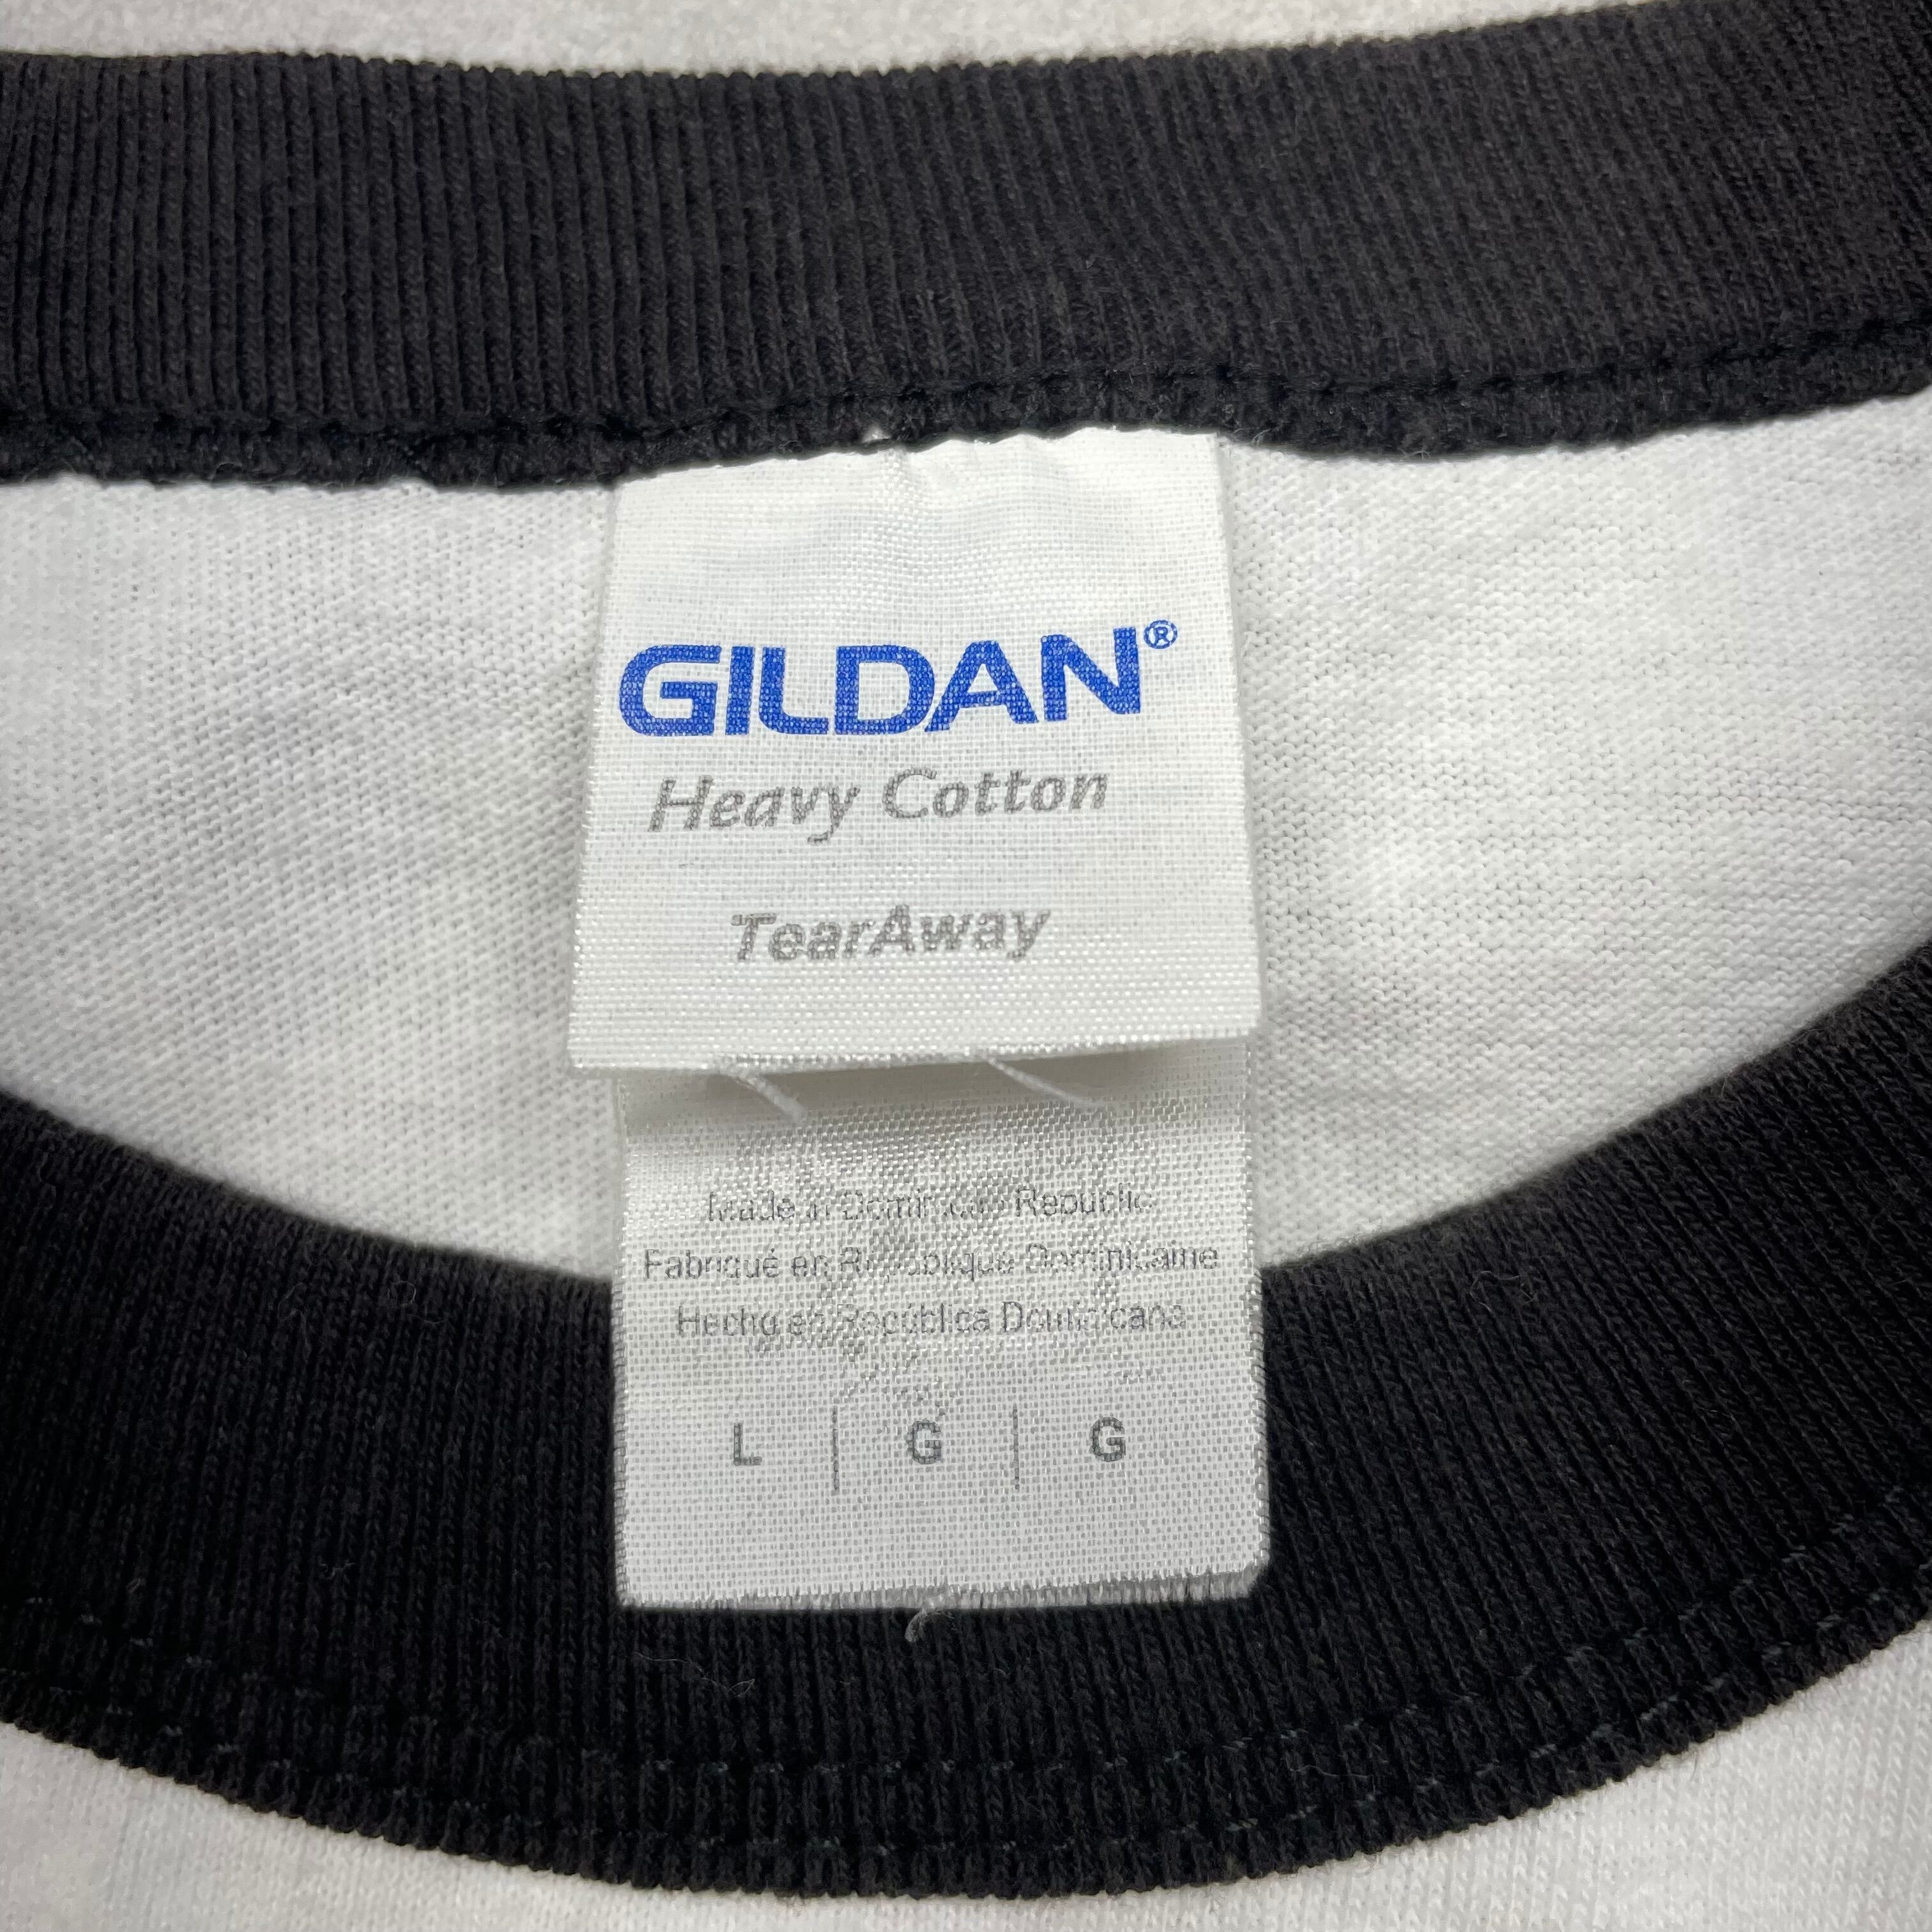 GILDAN®
Heavy Cotton
TearAway
Made in Dominican Republic
Fabriqué en République Dominicaine
Hecho en República Dominicana
L | G | G